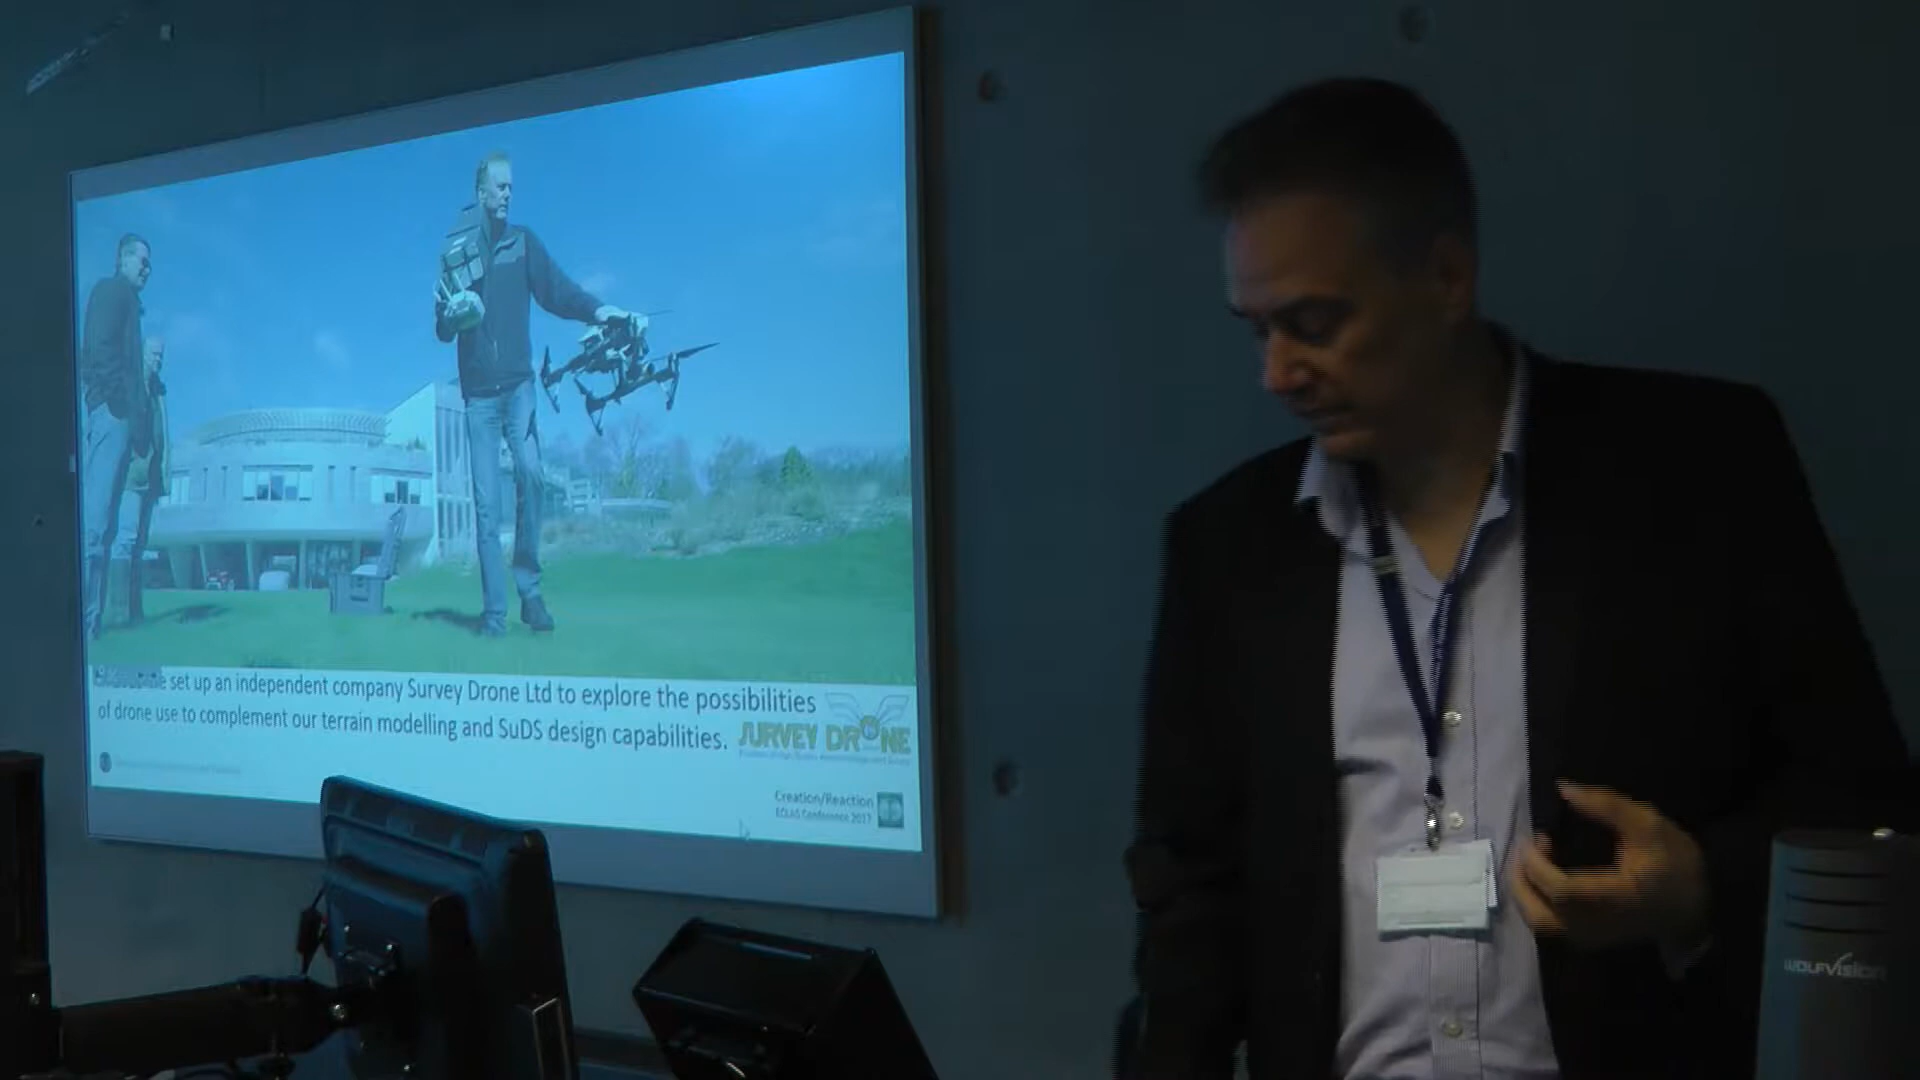 set up an independent company Survey Drone Ltd to explore the possibilities
of drone use to complement our terrain modelling and SuDS design capabilities.
SURVEY DRONE
Creation/Reaction
ECLAS Conference 2017
WOLFVISION